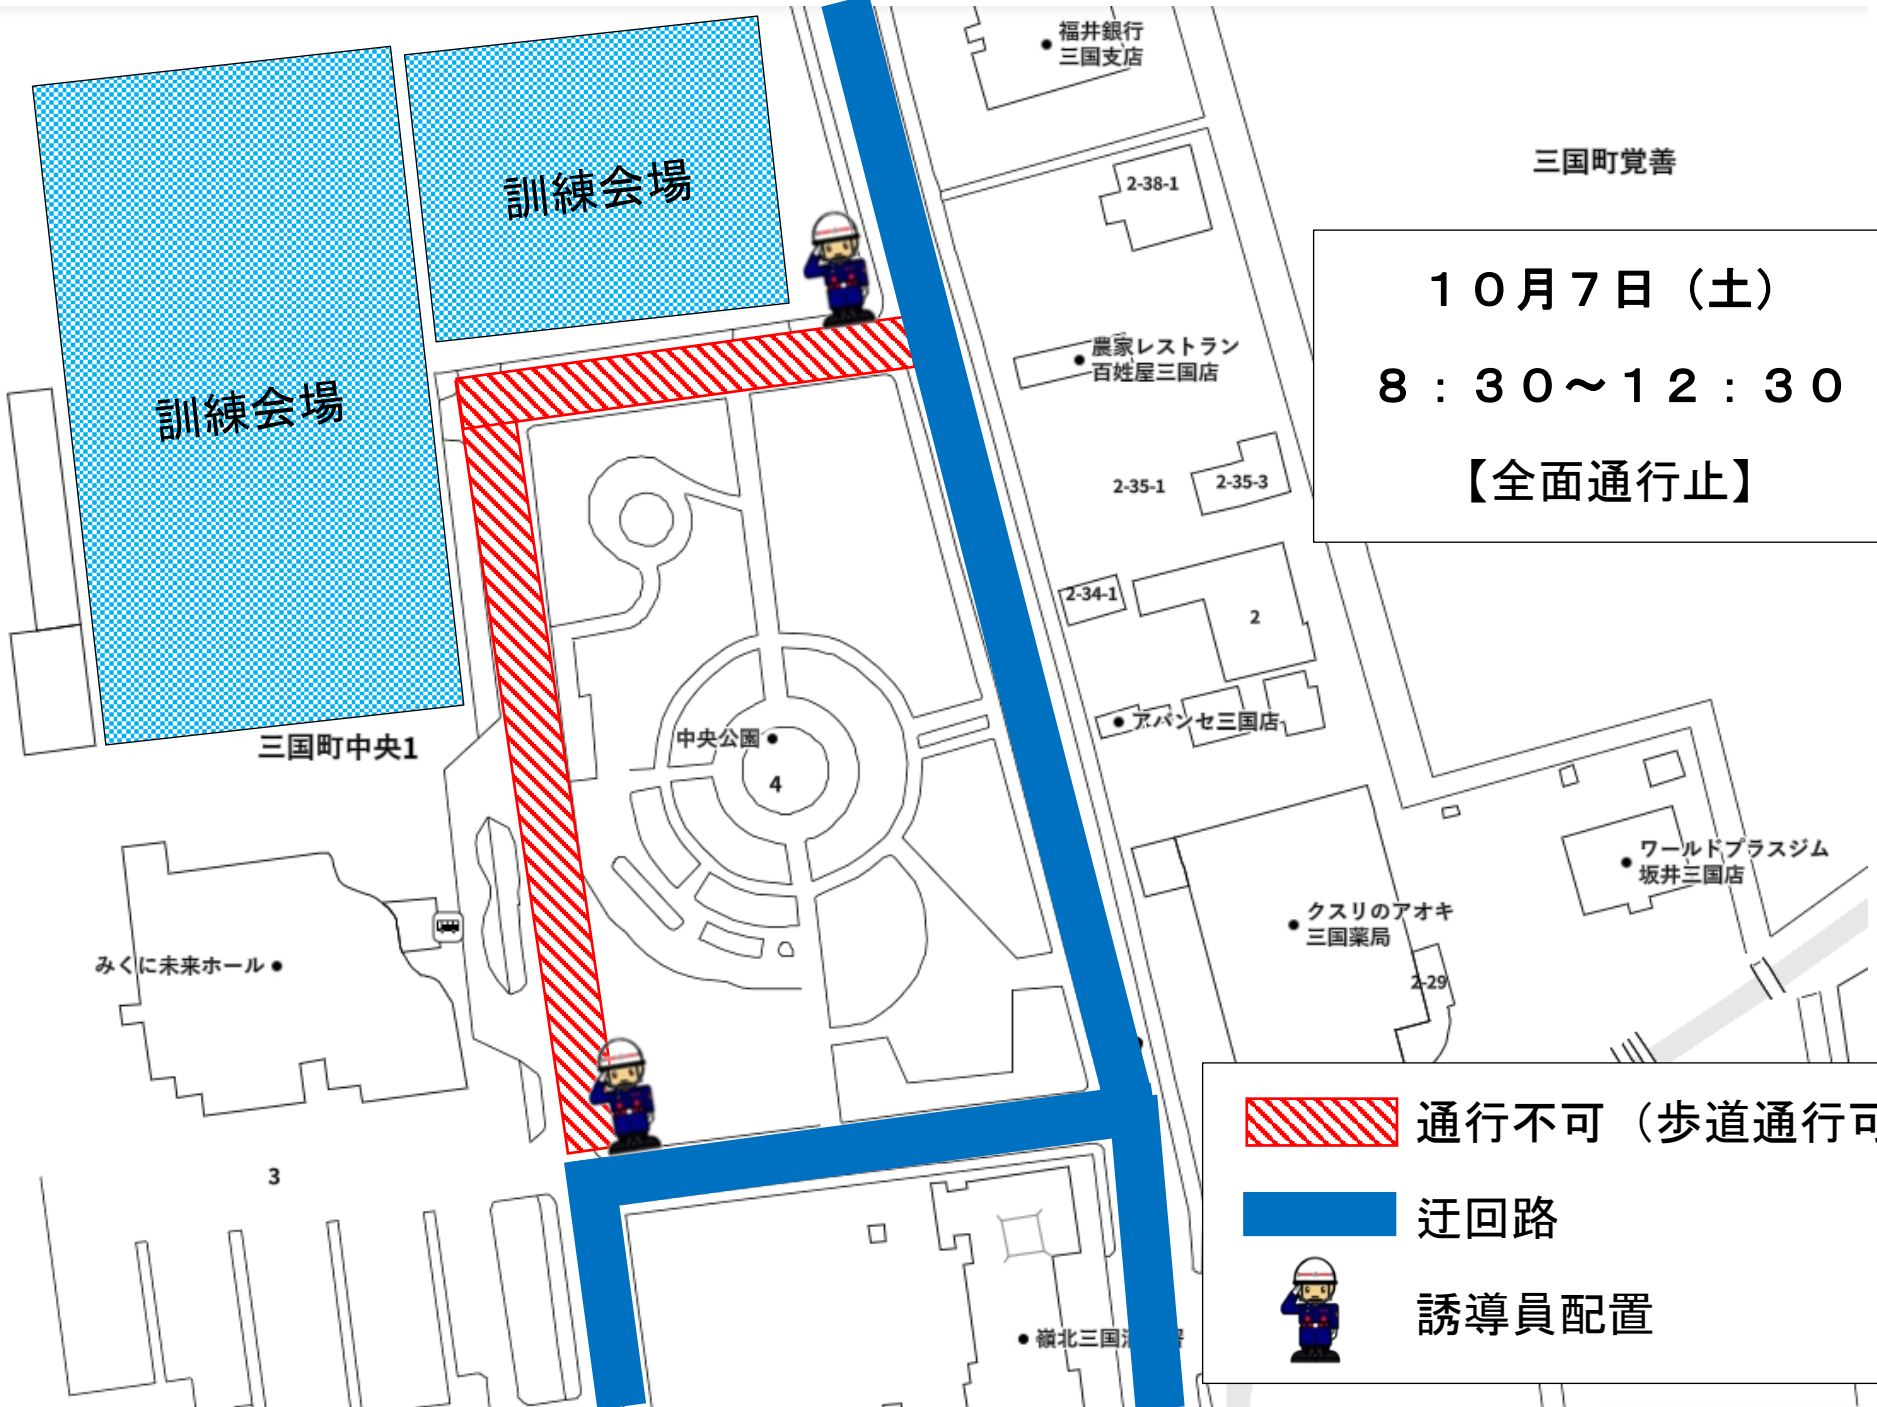 福井銀行
三国支店
三国町覚善
訓練会場
2-38-1
10月7日（土）
8：30～12：30
【全面通行止】
農家レストラン
百姓屋三国店
訓練会場
2-35-1
2-35-3
2-34-1
2
アバンセ三国店
中央公園
4
三国町中央1
ワールドプラスジム
坂井三国店
クスリのアオキ
三国薬局
みくに未来ホール
2-29
通行不可（歩道通行可
3
迂回路
誘導員配置
嶺北三国